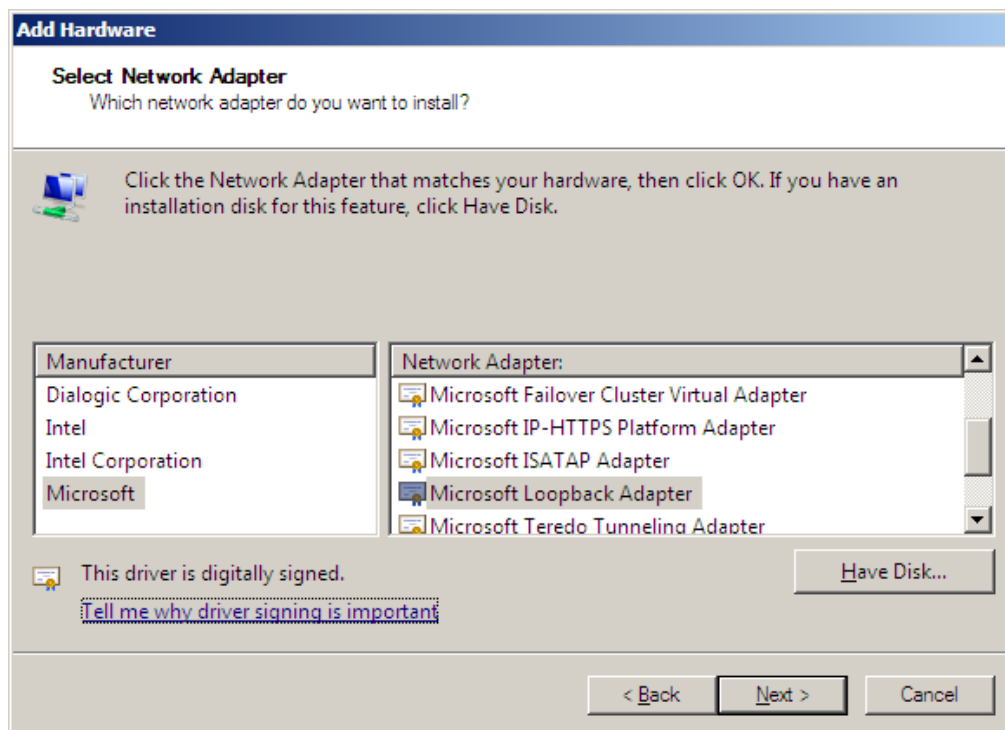 Add Hardware
Select Network Adapter
Which network adapter do you want to install?
Click the Network Adapter that matches your hardware, then click OK. If you have an
installation disk for this feature, click Have Disk.
Manufacturer
Dialogic Corporation
Intel
Intel Corporation
Microsoft
Network Adapter:
Microsoft Failover Cluster Virtual Adapter
Microsoft IP-HTTPS Platform Adapter
Microsoft ISATAP Adapter
Microsoft Loopback Adapter
Microsoft Teredo Tunneling Adapter
This driver is digitally signed.
Tell me why driver signing is important
Have Disk...
< Back
Next >
Cancel